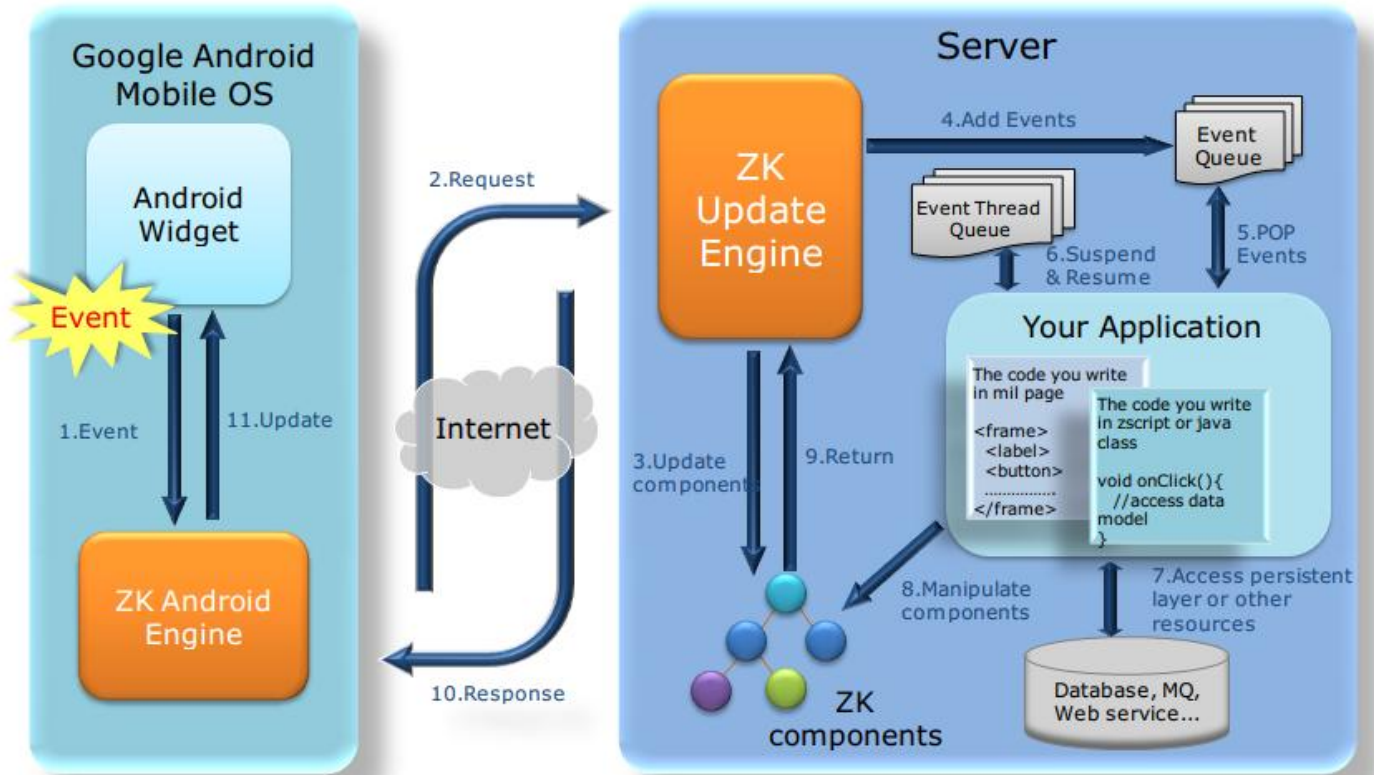 Google Android
Mobile OS
Android
Widget
Event
1.Event
11.Update
ZK Android
Engine
2.Request
Internet
10.Response
Server
ZK
Update
Engine
4.Add Events
Event
Queue
Event Thread
Queue
5.POP
Events
6.Suspend
& Resume
Your Application
The code you write
in mil page
<frame>
<label>
<button>
.................
</frame>
The code you write
in zscript or java
class
void onClick(){
//access data
model
}
3.Update
components
9.Return
8.Manipulate
components
7.Access persistent
layer or other
resources
ZK
components
Database, MQ,
Web service...